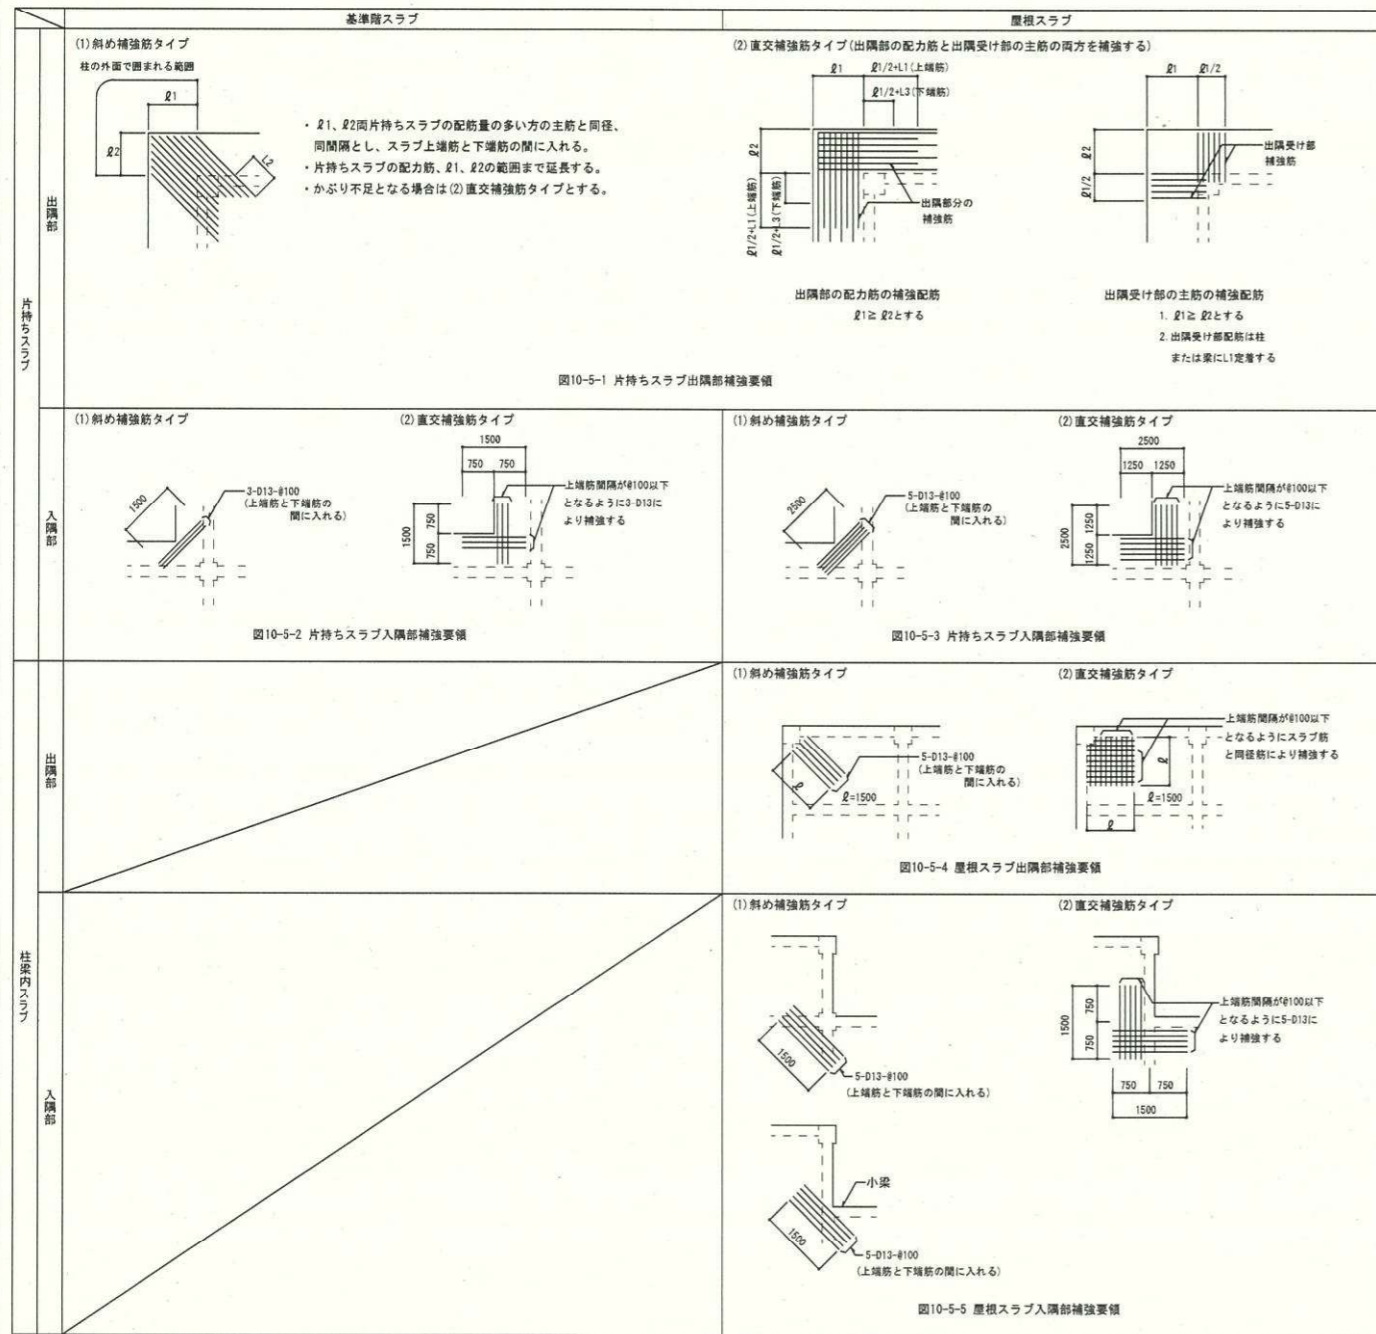 基準階スラブ
屋根スラブ
片持ちスラブ
出隅部
(1)斜め補強筋タイプ
柱の外面で囲まれる範囲
ℓ1
ℓ2
L2
・ℓ1、ℓ2両片持ちスラブの配筋量の多い方の主筋と同径、
同間隔とし、スラブ上端筋と下端筋の間に入れる。
・片持ちスラブの配力筋、ℓ1、ℓ2の範囲まで延長する。
・かぶり不足となる場合は(2)直交補強筋タイプとする。
(2)直交補強筋タイプ(出隅部の配力筋と出隅受け部の主筋の両方を補強する)
ℓ1
ℓ1/2+L1(上端筋)
ℓ1/2+L3(下端筋)
ℓ2
ℓ1/2+L1(上端筋)
ℓ1/2+L3(下端筋)
出隅部分の
補強筋
出隅部の配力筋の補強配筋
ℓ1≧ℓ2とする
ℓ1
ℓ1/2
ℓ2
ℓ1/2
出隅受け部
補強筋
出隅受け部の主筋の補強配筋
1. ℓ1≧ℓ2とする
2.出隅受け部配筋は柱
または梁にL1定着する
図10-5-1 片持ちスラブ出隅部補強要領
入隅部
(1)斜め補強筋タイプ
1500
3-D13-@100
(上端筋と下端筋の
間に入れる)
(2)直交補強筋タイプ
1500
750
750
1500
750
750
上端筋間隔が@100以下
となるように3-D13に
より補強する
図10-5-2 片持ちスラブ入隅部補強要領
(1)斜め補強筋タイプ
2500
5-D13-@100
(上端筋と下端筋の
間に入れる)
(2)直交補強筋タイプ
2500
1250
1250
2500
1250
1250
上端筋間隔が@100以下
となるように5-D13に
より補強する
図10-5-3 片持ちスラブ入隅部補強要領
柱梁内スラブ
出隅部
(1)斜め補強筋タイプ
ℓ
5-D13-@100
(上端筋と下端筋の
間に入れる)
ℓ=1500
(2)直交補強筋タイプ
上端筋間隔が@100以下
となるようにスラブ筋
と同径筋により補強する
ℓ
ℓ=1500
ℓ
図10-5-4 屋根スラブ出隅部補強要領
入隅部
(1)斜め補強筋タイプ
1500
5-D13-@100
(上端筋と下端筋の間に入れる)
小梁
1500
5-D13-@100
(上端筋と下端筋の間に入れる)
(2)直交補強筋タイプ
1500
750
750
上端筋間隔が@100以下
となるように5-D13に
より補強する
750
750
1500
図10-5-5 屋根スラブ入隅部補強要領